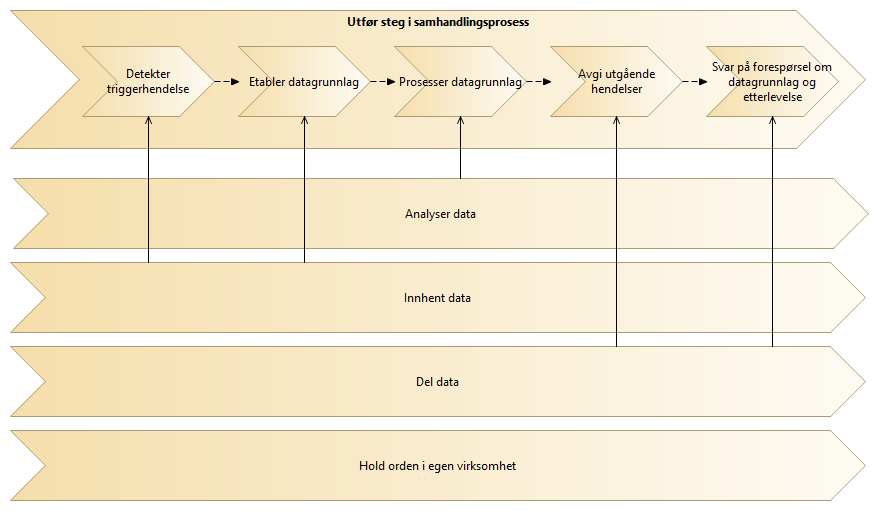 Utfør steg i samhandlingsprosess
Detekter
triggerhendelse
Etabler datagrunnlag
Prosesser datagrunnlag
Avgi utgående
hendelser
Svar på forespørsel om
datagrunnlag og
etterlevelse
Analyser data
Innhent data
Del data
Hold orden i egen virksomhet